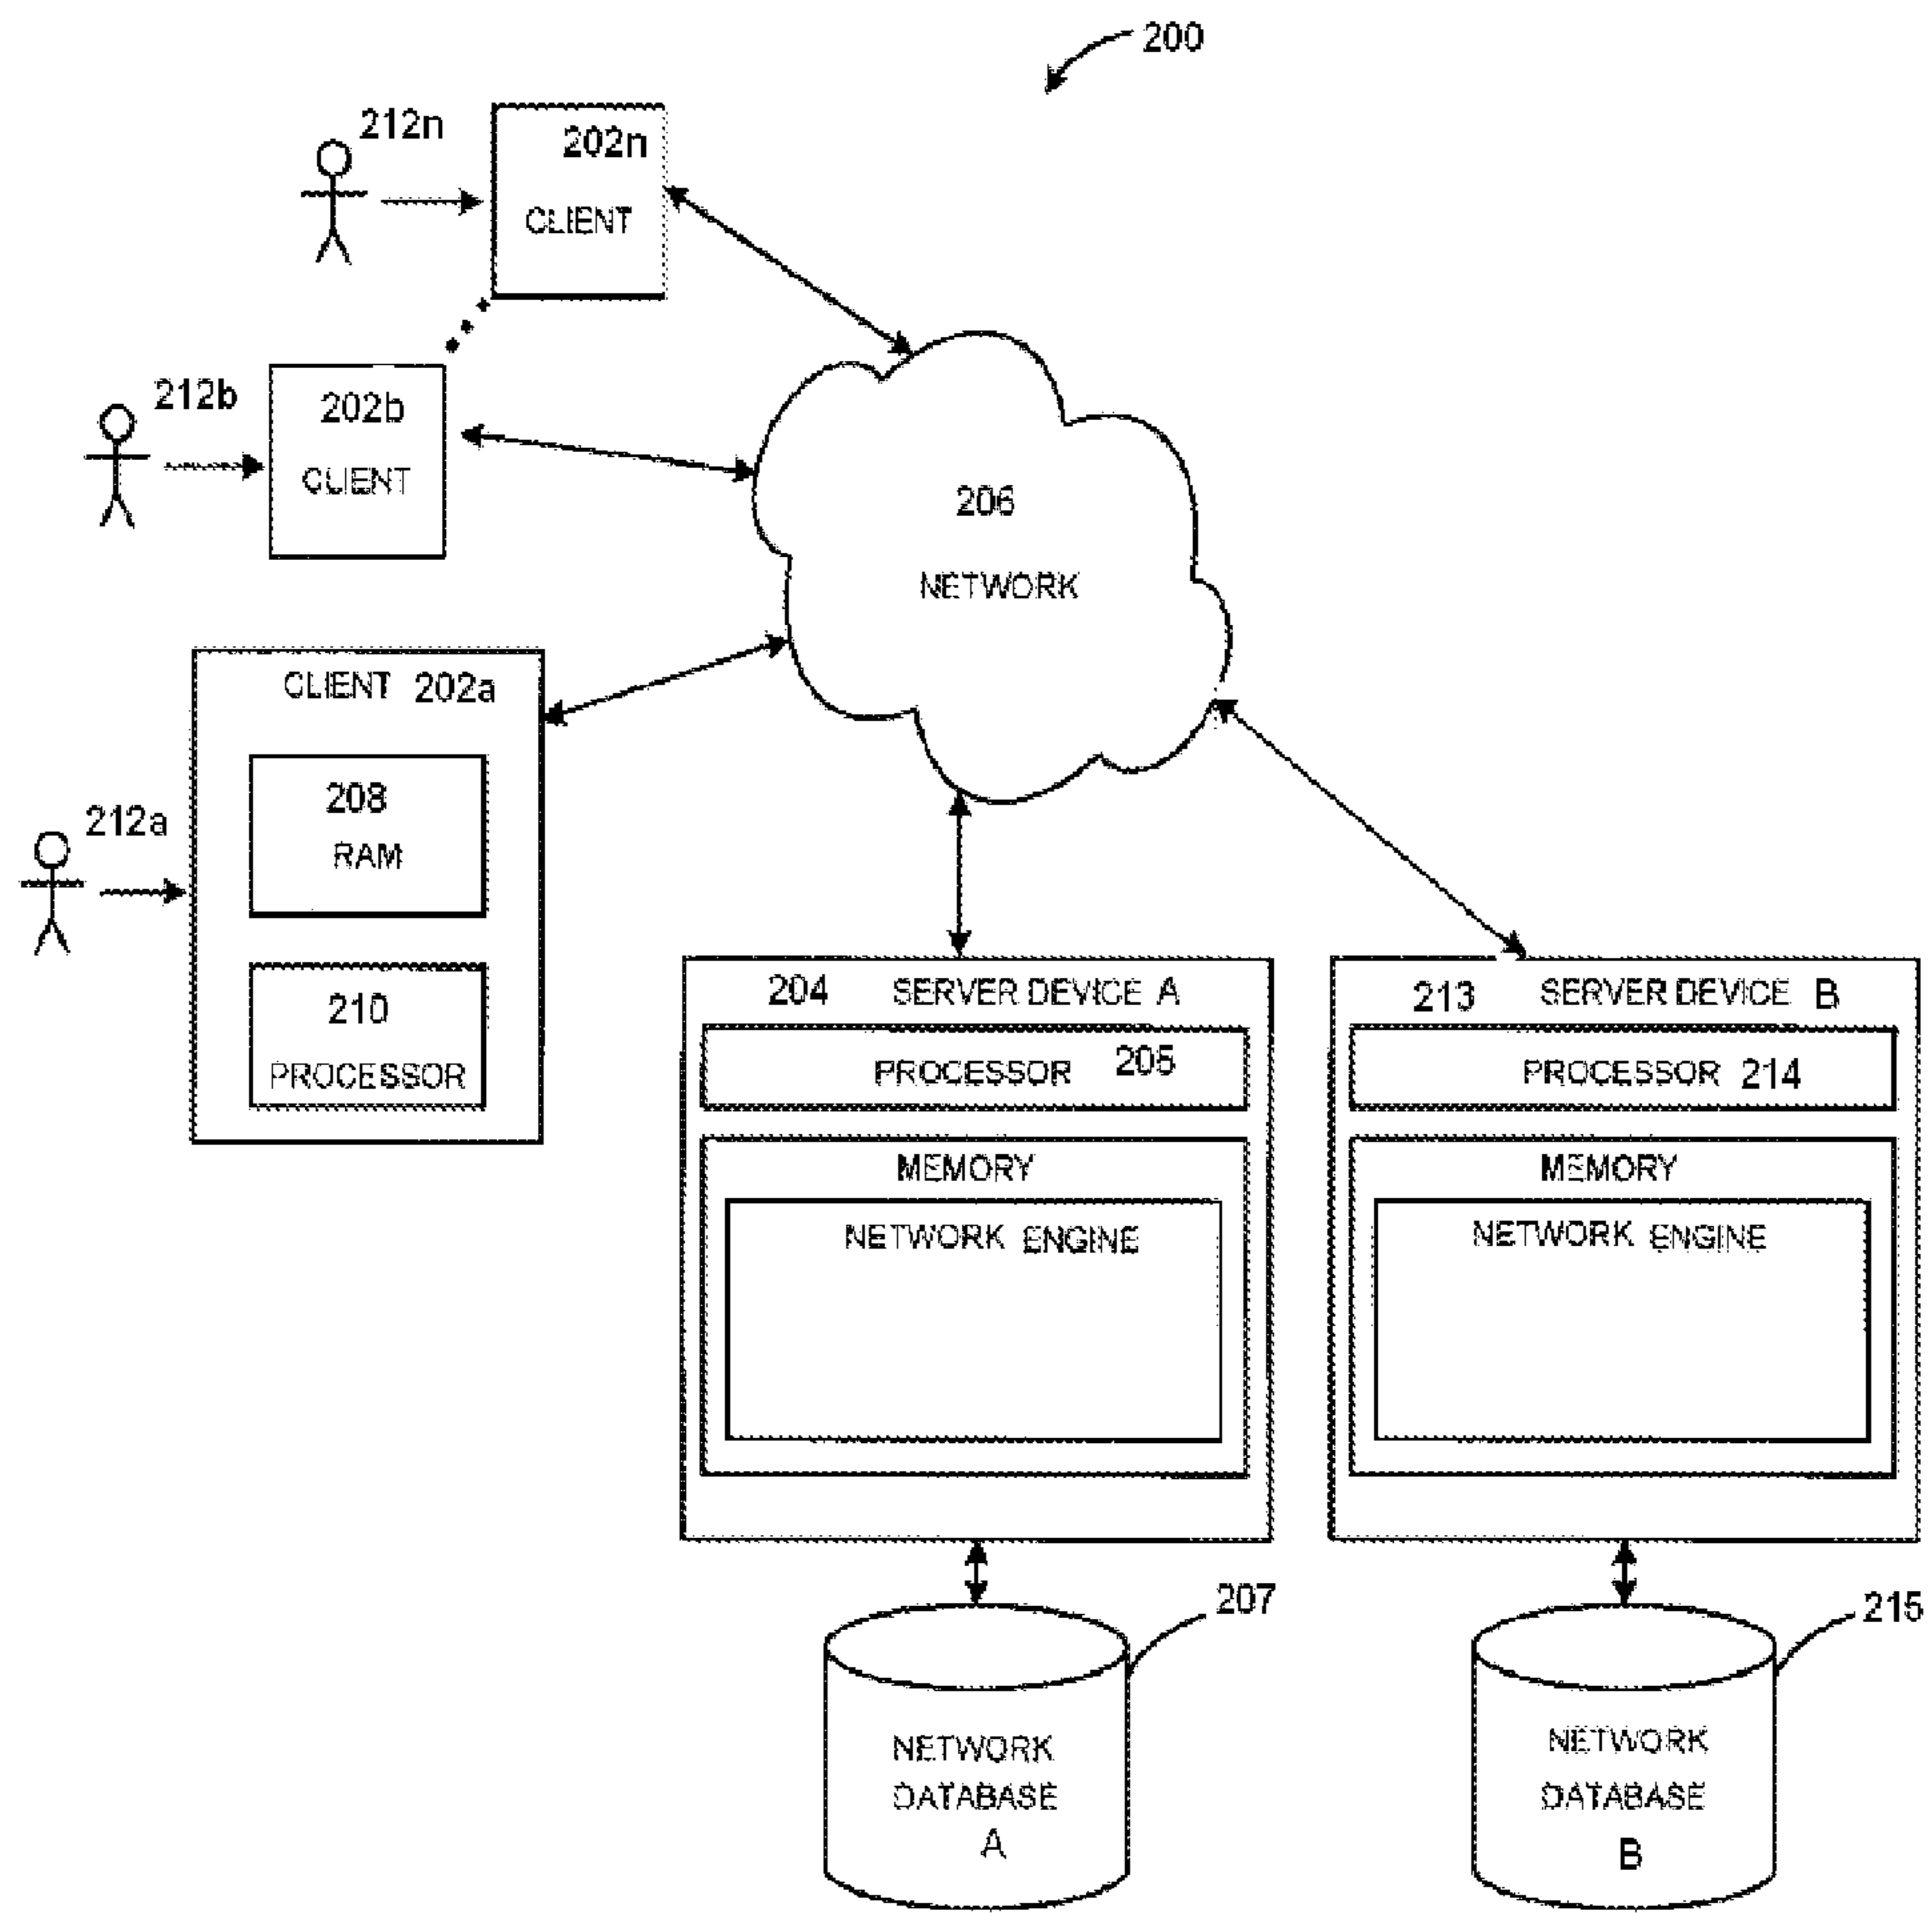 200
212n
202n
CLIENT
212b
202b
CLIENT
206
NETWORK
CLIENT 202a
208
RAM
212a
210
PROCESSOR
204 SERVER DEVICE A
PROCESSOR 205
MEMORY
NETWORK ENGINE
213 SERVER DEVICE B
PROCESSOR 214
MEMORY
NETWORK ENGINE
207
NETWORK
DATABASE
A
215
NETWORK
DATABASE
B